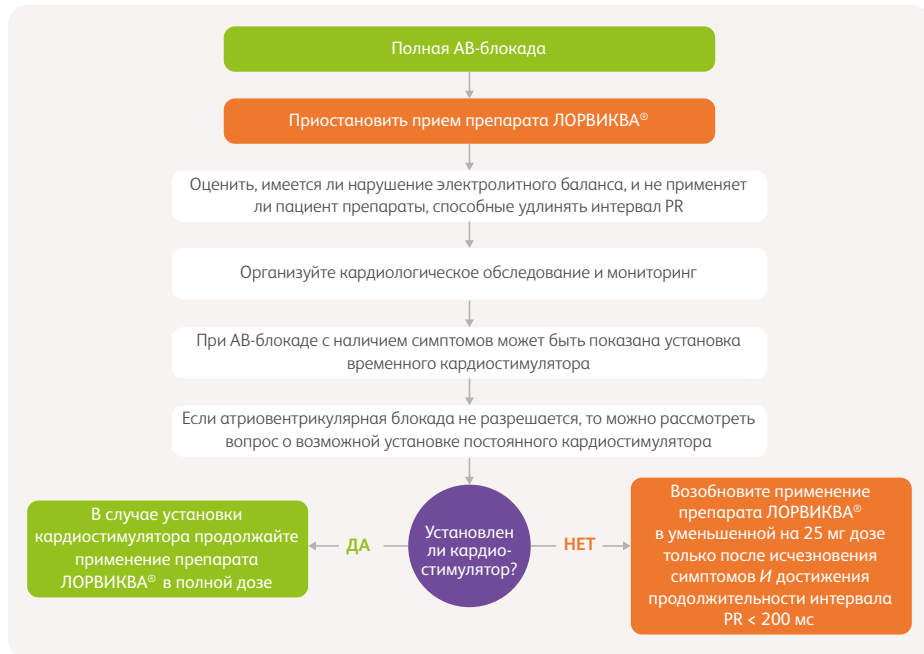 Полная АВ-блокада
Приостановить прием препарата ЛОРВИКВА®
Оценить, имеется ли нарушение электролитного баланса, и не применяет
ли пациент препараты, способные удлинять интервал PR
Организуйте кардиологическое обследование и мониторинг
При АВ-блокаде с наличием симптомов может быть показана установка
временного кардиостимулятора
Если атриовентрикулярная блокада не разрешается, то можно рассмотреть
вопрос о возможной установке постоянного кардиостимулятора
В случае установки
кардиостимулятора продолжайте
применение препарата
ЛОРВИКВА® в полной дозе
ДА
Установлен
ли кардио-
стимулятор?
НЕТ
Возобновите применение
препарата ЛОРВИКВА®
в уменьшенной на 25 мг дозе
только после исчезновения
симптомов И достижения
продолжительности интервала
PR < 200 мс